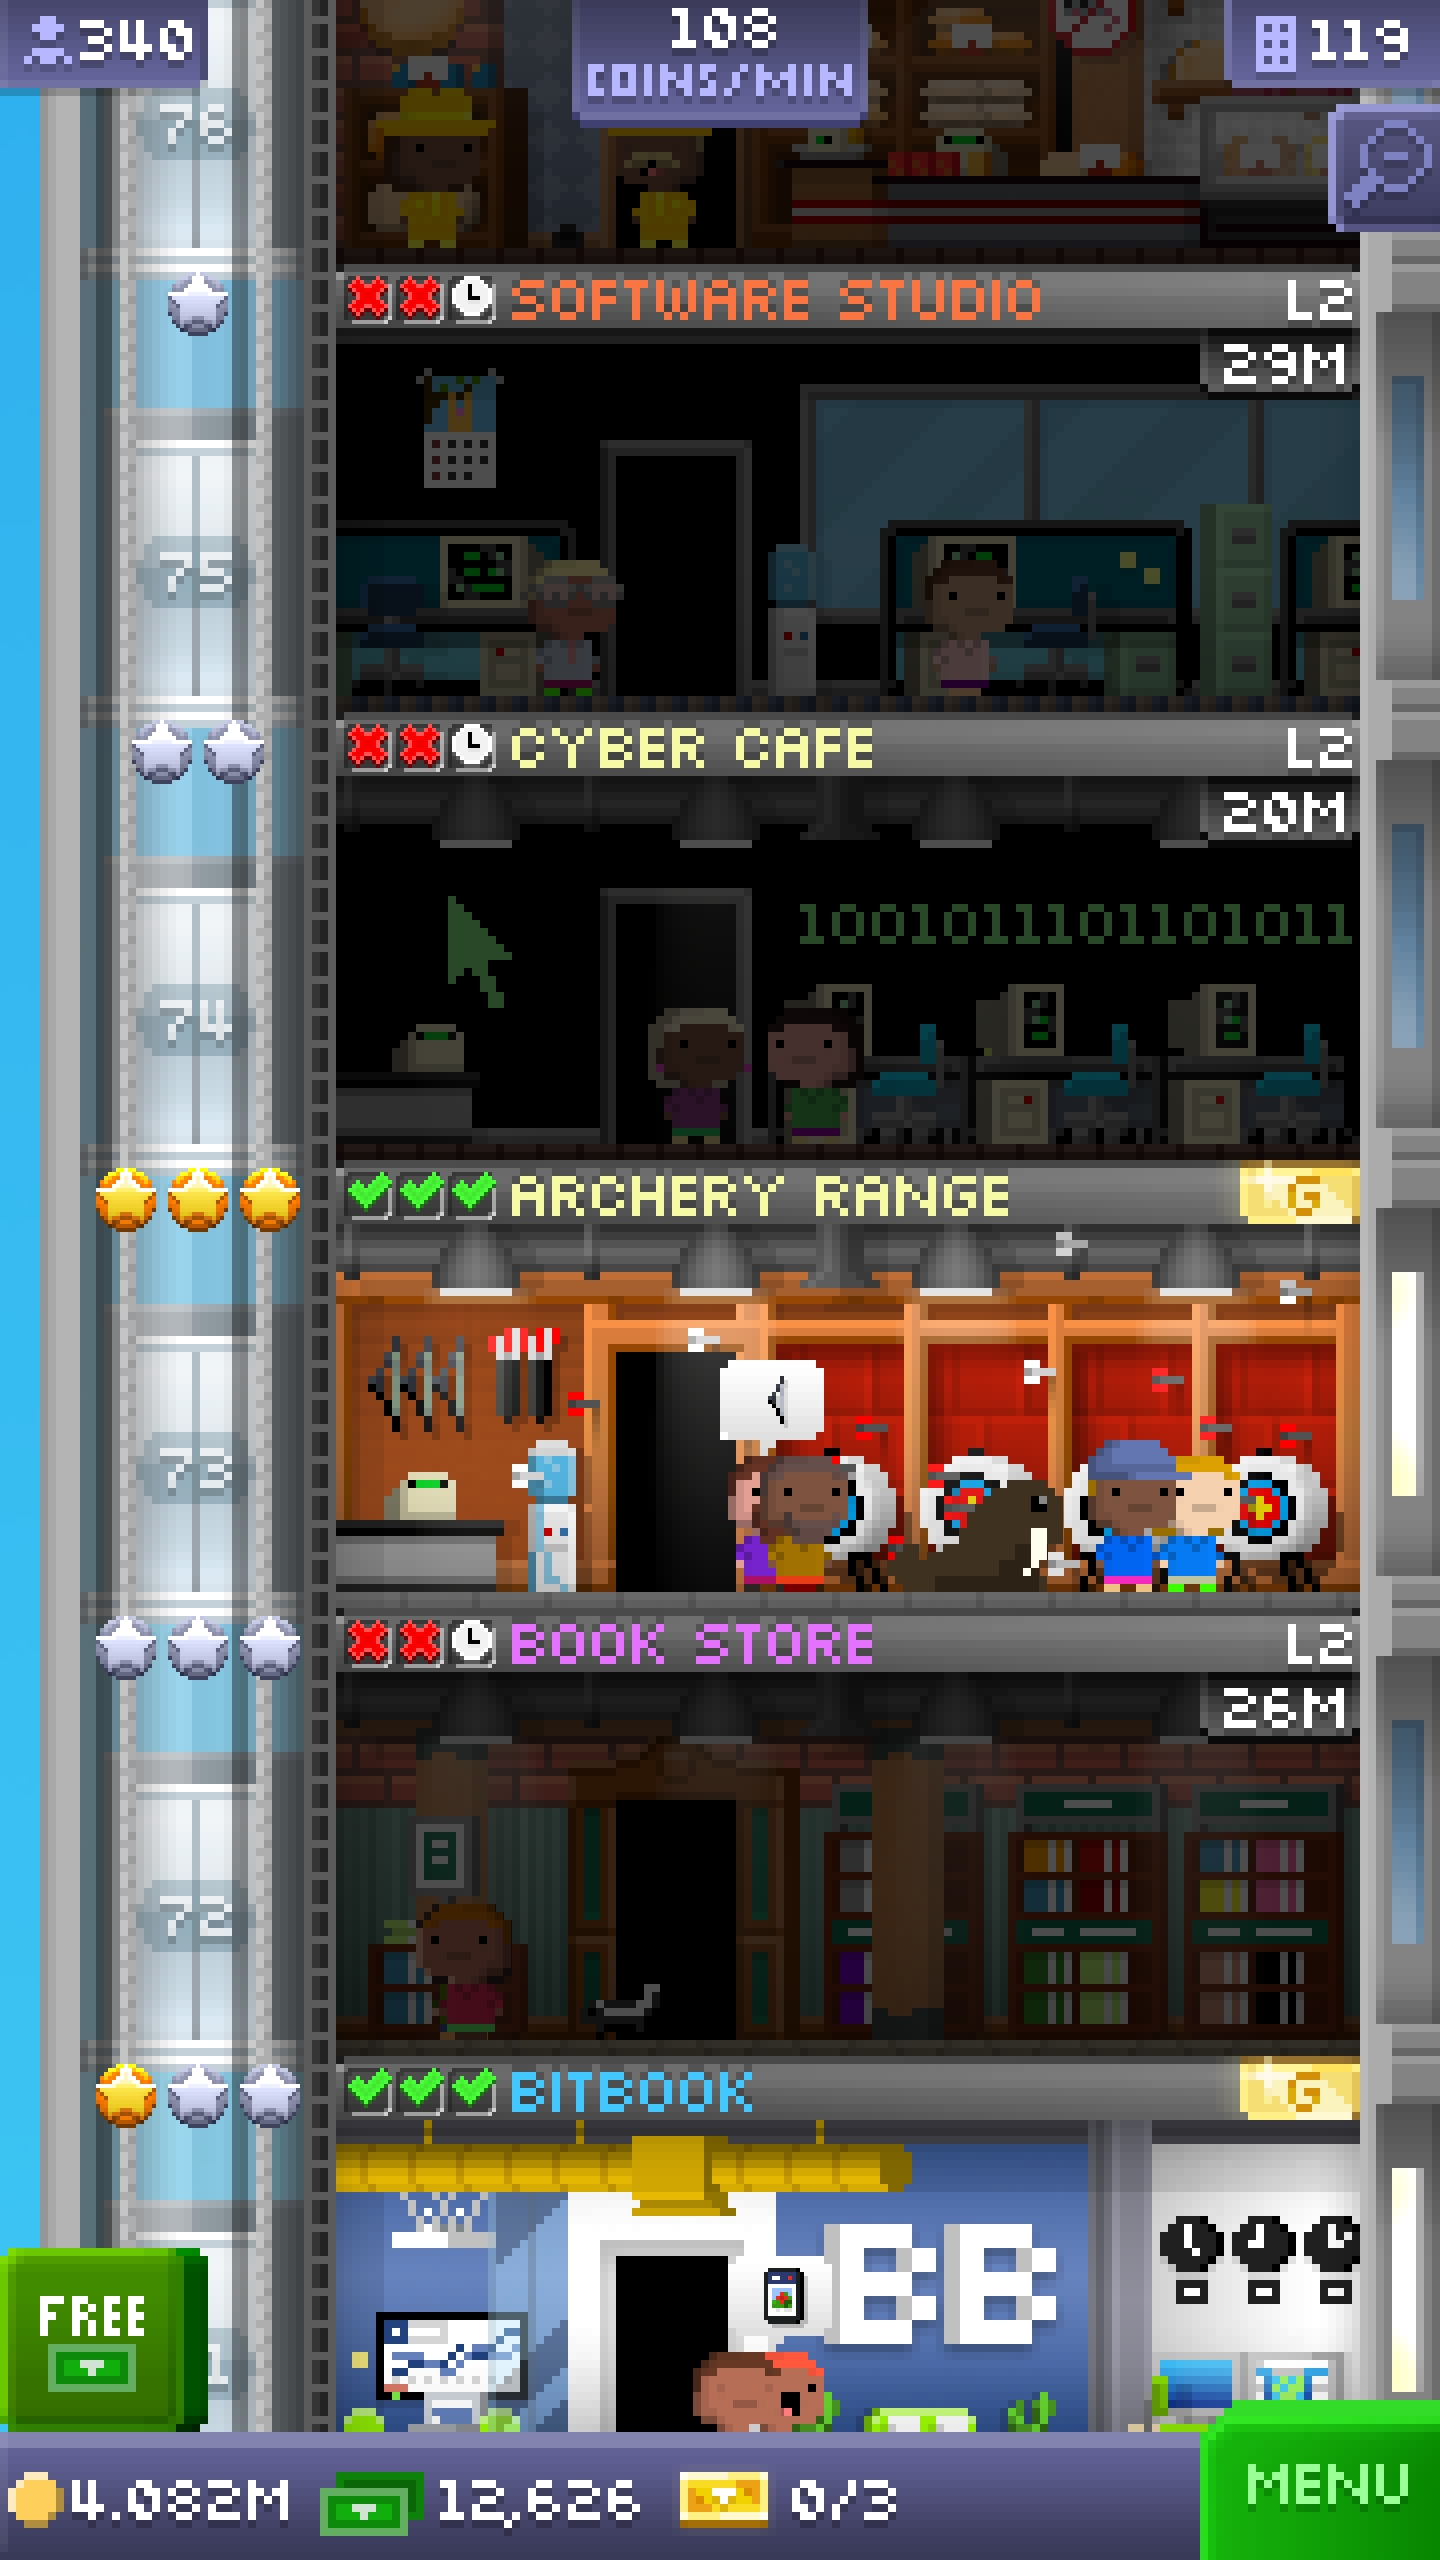 340
108
COINS/MIN
119
76
SOFTWARE STUDIO L2
29M
75
CYBER CAFE L2
20M
1001011101101011
74
ARCHERY RANGE G
73
BOOK STORE L2
26M
72
BITBOOK G
BB
FREE
4.082M 12,626 0/3
MENU